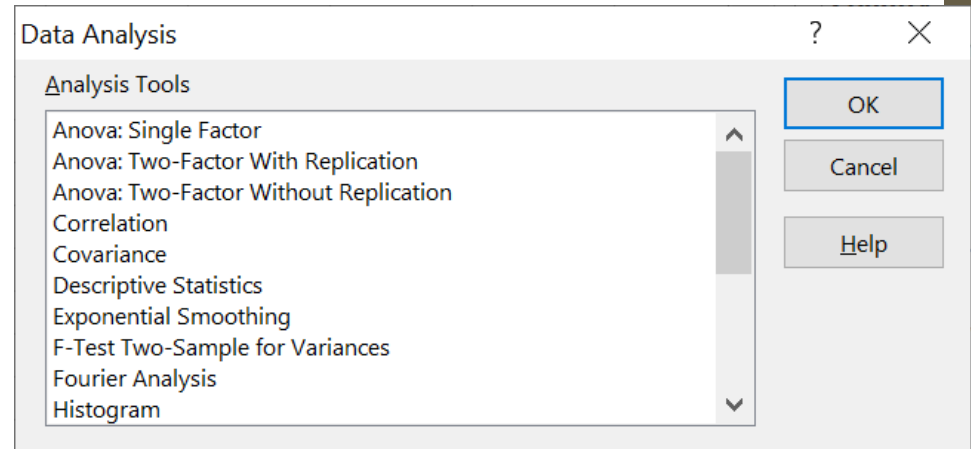 Data Analysis ?
Analysis Tools
Anova: Single Factor
Anova: Two-Factor With Replication
Anova: Two-Factor Without Replication
Correlation
Covariance
Descriptive Statistics
Exponential Smoothing
F-Test Two-Sample for Variances
Fourier Analysis
Histogram
OK
Cancel
Help